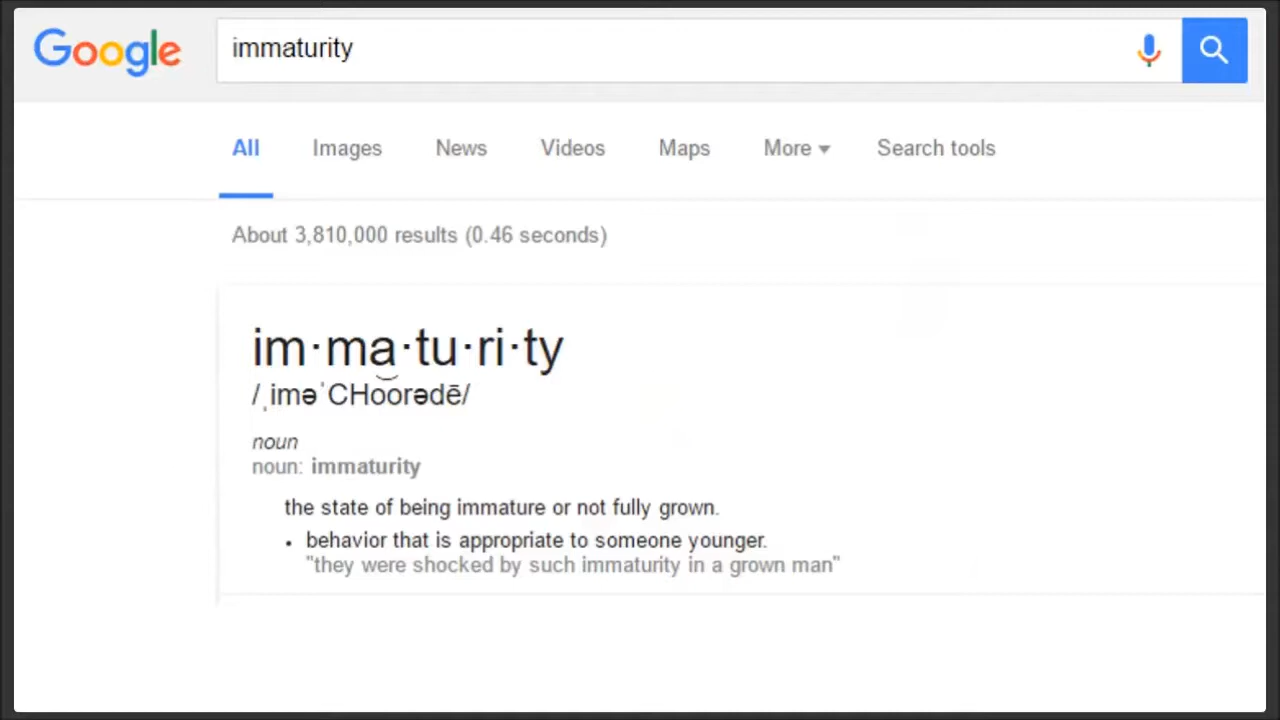 Google immaturity
All Images News Videos Maps More Search tools
About 3,810,000 results (0.46 seconds)
im·ma·tu·ri·ty
/ˌiməˈCHo͝orədē/
noun
noun: immaturity
the state of being immature or not fully grown.
• behavior that is appropriate to someone younger.
"they were shocked by such immaturity in a grown man"